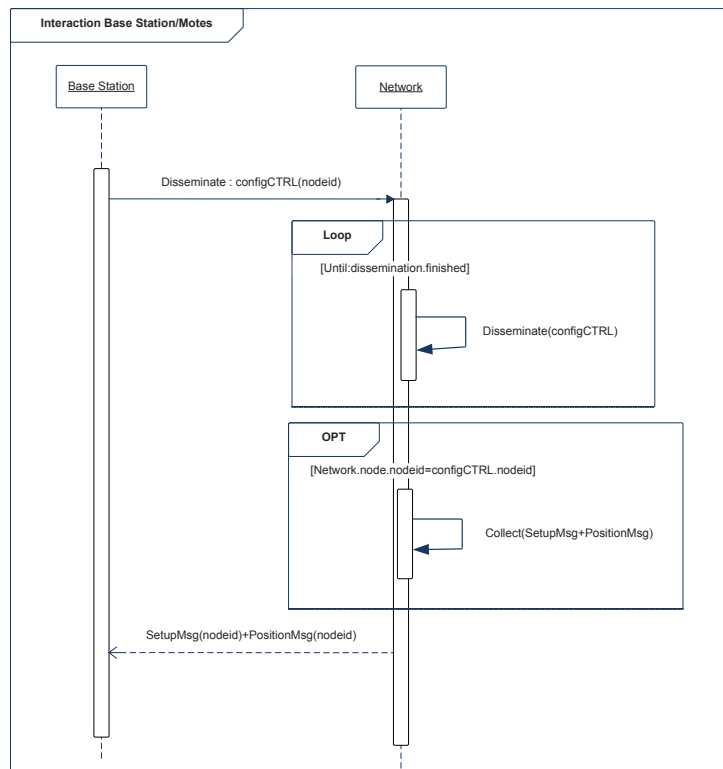 Interaction Base Station/Motes
Base Station
Network
Disseminate : configCTRL(nodeid)
Loop
[Until:dissemination.finished]
Disseminate(configCTRL)
OPT
[Network.node.nodeid=configCTRL.nodeid]
Collect(SetupMsg+PositionMsg)
SetupMsg(nodeid)+PositionMsg(nodeid)